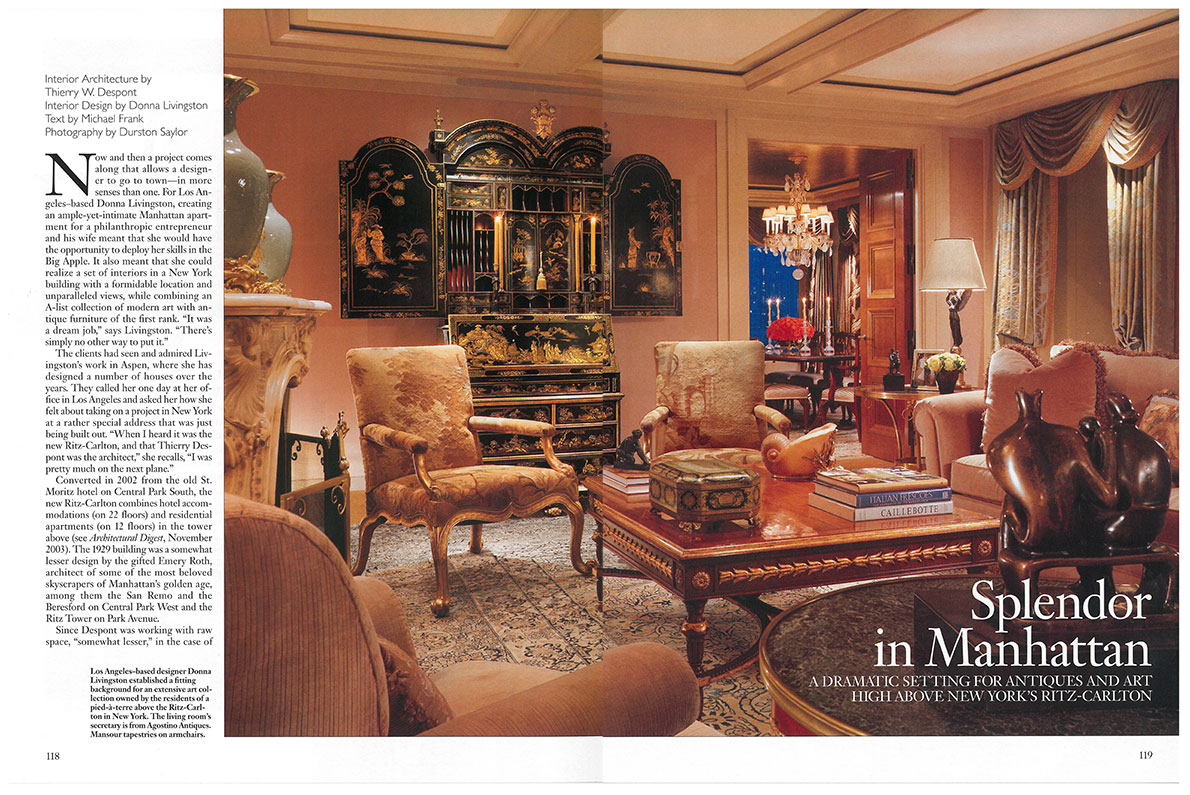 Interior Architecture by
Thierry W. Despont
Interior Design by Donna Livingston
Text by Michael Frank
Photography by Durston Saylor
Now and then a project comes
along that allows a design-
er to go to town—in more
senses than one. For Los An-
geles–based Donna Livingston, creating
an ample-yet-intimate Manhattan apart-
ment for a philanthropic entrepreneur
and his wife meant that she would have
the opportunity to deploy her skills in the
Big Apple. It also meant that she could
realize a set of interiors in a New York
building with a formidable location and
unparalleled views, while combining an
A-list collection of modern art with an-
tique furniture of the first rank. “It was
a dream job,” says Livingston. “There’s
simply no other way to put it.”
The clients had seen and admired Liv-
ingston’s work in Aspen, where she has
designed a number of houses over the
years. They called her one day at her of-
fice in Los Angeles and asked her how she
felt about taking on a project in New York
at a rather special address that was just
being built out. “When I heard it was the
new Ritz-Carlton, and that Thierry Des-
pont was the architect,” she recalls, “I was
pretty much on the next plane.”
Converted in 2002 from the old St.
Moritz hotel on Central Park South, the
new Ritz-Carlton combines hotel accom-
modations (on 22 floors) and residential
apartments (on 12 floors) in the tower
above (see Architectural Digest, November
2003). The 1929 building was a somewhat
lesser design by the gifted Emery Roth,
architect of some of the most beloved
skyscrapers of Manhattan’s golden age,
among them the San Remo and the
Beresford on Central Park West and the
Ritz Tower on Park Avenue.
Since Despont was working with raw
space, “somewhat lesser,” in the case of
Los Angeles–based designer Donna
Livingston established a fitting
background for an extensive art col-
lection owned by the residents of a
pied-à-terre above the Ritz-Carl-
ton in New York. The living room’s
secretary is from Agostino Antiques.
Mansour tapestries on armchairs.
118
ITALIAN FRESCOES
CAILLEBOTTE
Splendor
in Manhattan
A DRAMATIC SETTING FOR ANTIQUES AND ART
HIGH ABOVE NEW YORK’S RITZ-CARLTON
119